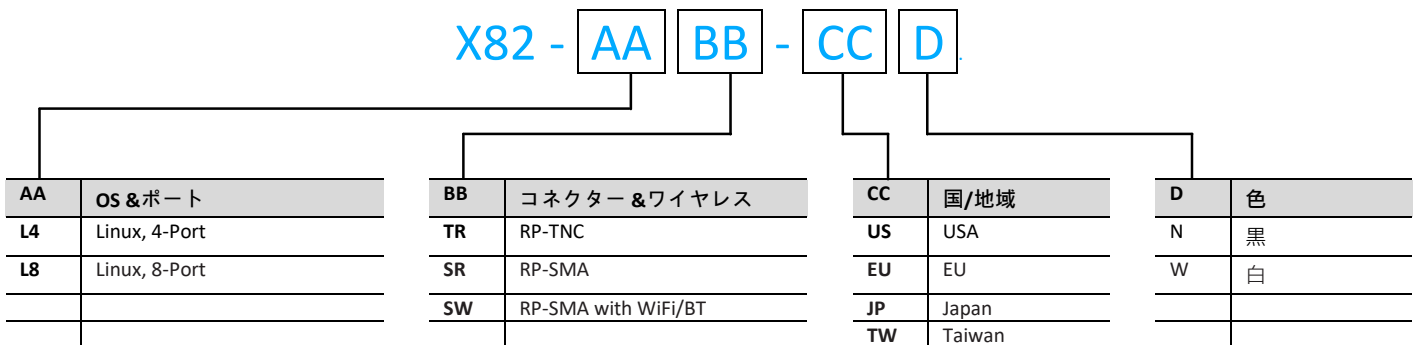 X82 - AA BB - CC D.
AA OS &ポート
L4 Linux, 4-Port
L8 Linux, 8-Port
BB コネクター &ワイヤレス
TR RP-TNC
SR RP-SMA
SW RP-SMA with WiFi/BT
CC 国/地域
US USA
EU EU
JP Japan
TW Taiwan
D 色
N 黒
W 白